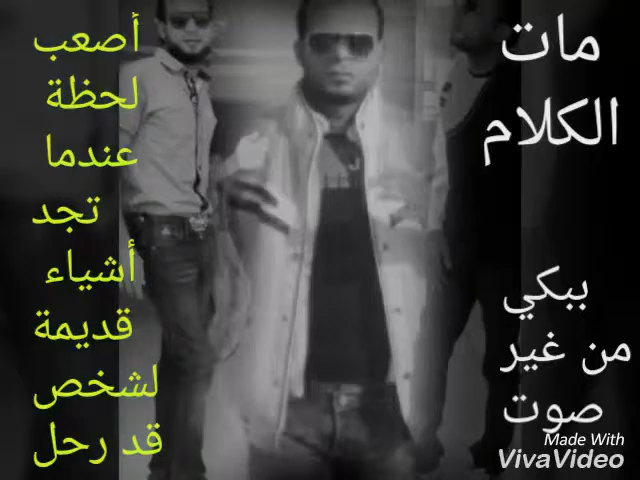 مات
الكلام
ببكي
من غير
صوت
أصعب
لحظة
عندما
تجد
أشياء
قديمة
لشخص
قد رحل
Made With
VivaVideo